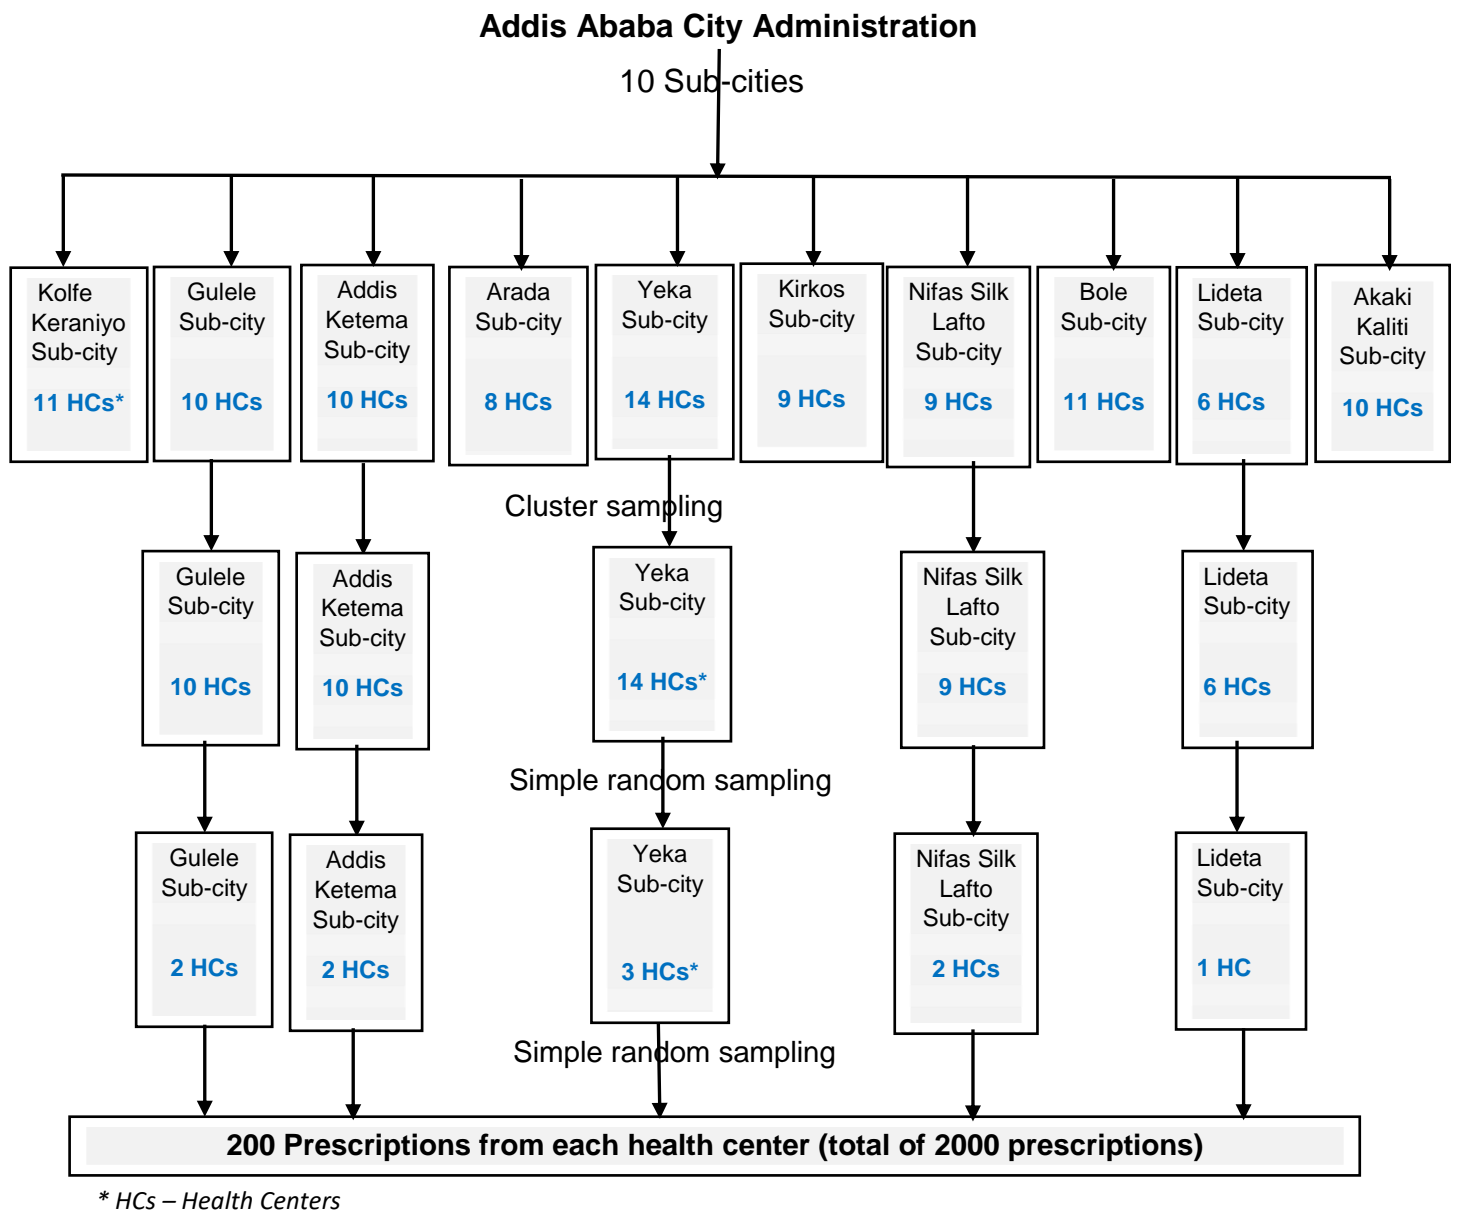 Addis Ababa City Administration
10 Sub-cities
Kolfe
Keraniyo
Sub-city
11 HCs*
Gulele
Sub-city
10 HCs
Addis
Ketema
Sub-city
10 HCs
Arada
Sub-city
8 HCs
Yeka
Sub-city
14 HCs
Kirkos
Sub-city
9 HCs
Nifas Silk
Lafto
Sub-city
9 HCs
Bole
Sub-city
11 HCs
Lideta
Sub-city
6 HCs
Akaki
Kaliti
Sub-city
10 HCs
Cluster sampling
Gulele
Sub-city
10 HCs
Addis
Ketema
Sub-city
10 HCs
Yeka
Sub-city
14 HCs*
Nifas Silk
Lafto
Sub-city
9 HCs
Lideta
Sub-city
6 HCs
Simple random sampling
Gulele
Sub-city
2 HCs
Addis
Ketema
Sub-city
2 HCs
Yeka
Sub-city
3 HCs*
Nifas Silk
Lafto
Sub-city
2 HCs
Lideta
Sub-city
1 HC
Simple random sampling
200 Prescriptions from each health center (total of 2000 prescriptions)
* HCs – Health Centers